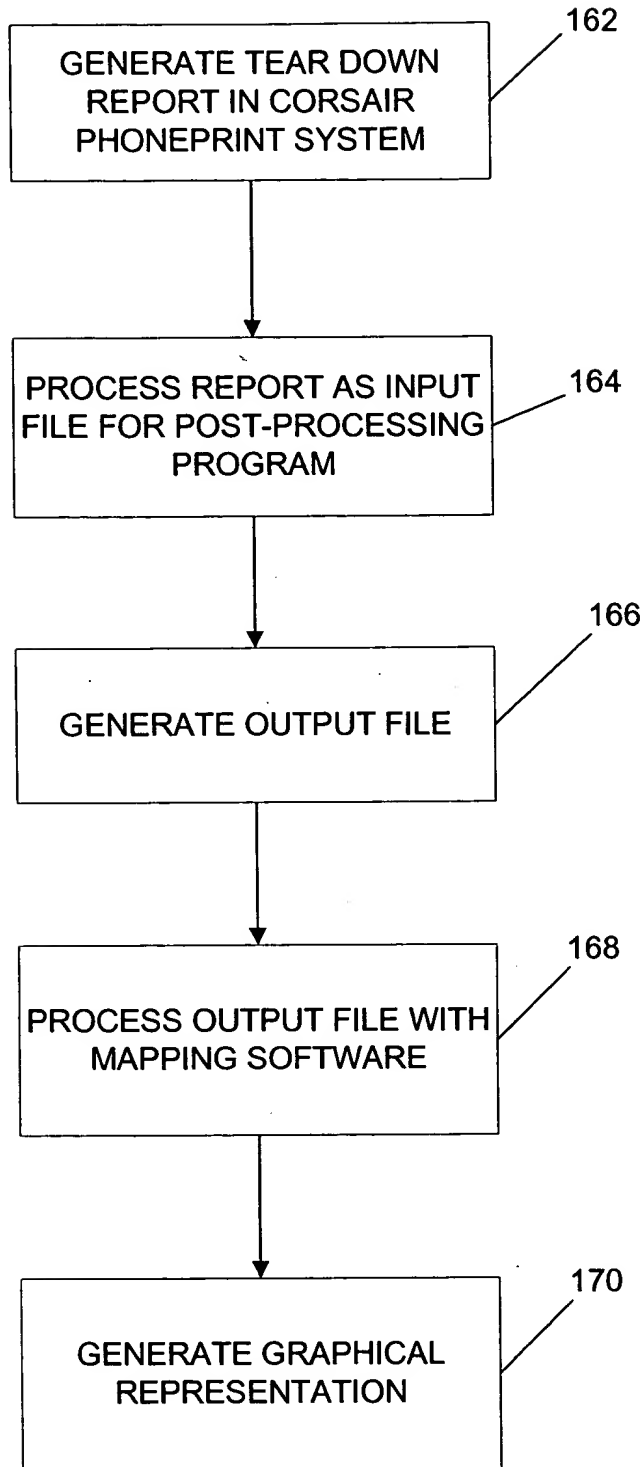 162
GENERATE TEAR DOWN
REPORT IN CORSAIR
PHONEPRINT SYSTEM
164
PROCESS REPORT AS INPUT
FILE FOR POST-PROCESSING
PROGRAM
166
GENERATE OUTPUT FILE
168
PROCESS OUTPUT FILE WITH
MAPPING SOFTWARE
170
GENERATE GRAPHICAL
REPRESENTATION